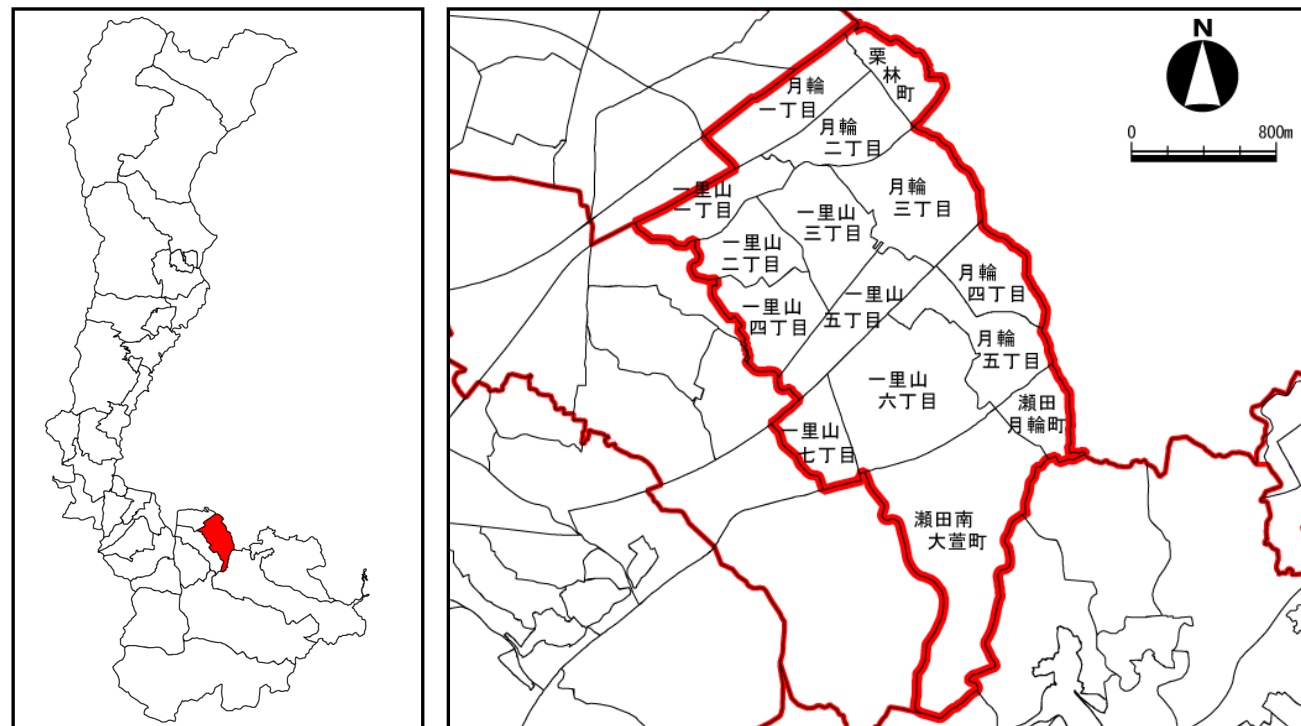 N
0 800m
栗林町
月輪
一丁目
月輪
二丁目
一里山
一丁目
一里山
三丁目
月輪
三丁目
一里山
二丁目
月輪
四丁目
一里山
五丁目
一里山
四丁目
月輪
五丁目
一里山
六丁目
瀬田
月輪町
一里山
七丁目
瀬田南
大萱町